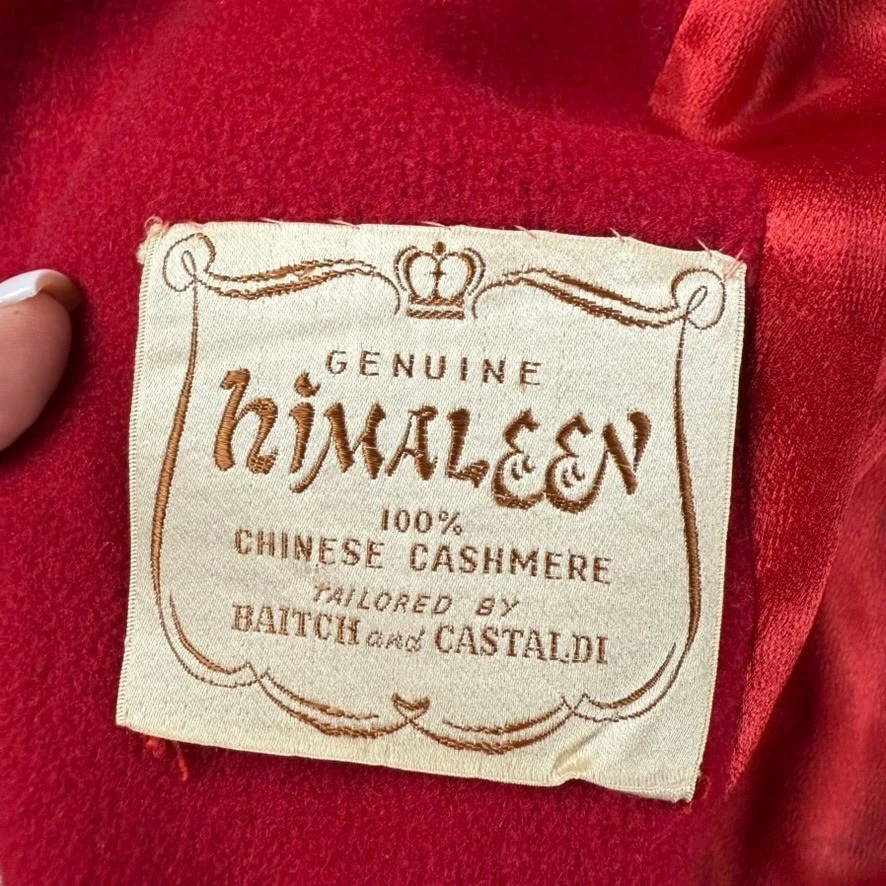 GENUINE
himaleen
100%
CHINESE CASHMERE
TAILORED BY
BAITCH and CASTALDI